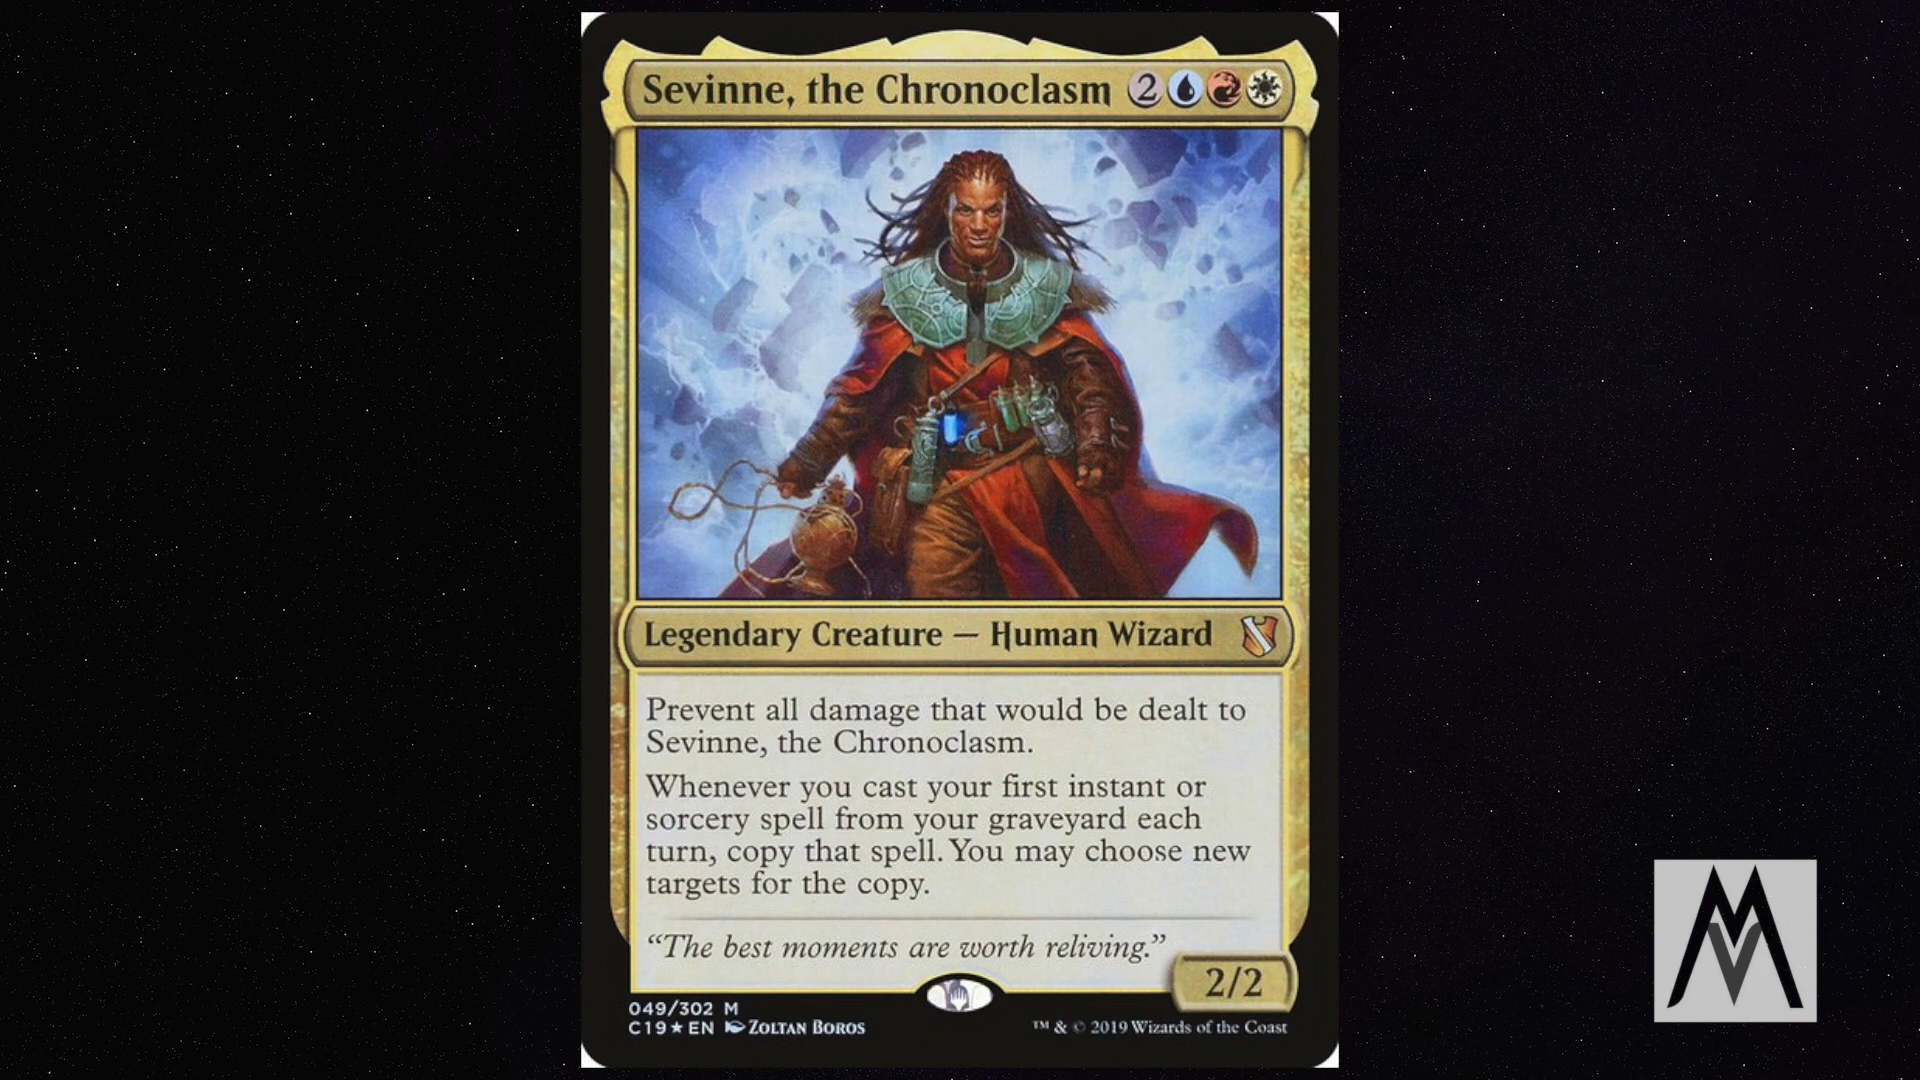 Sevinne, the Chronoclasm 2
Legendary Creature — Human Wizard
Prevent all damage that would be dealt to
Sevinne, the Chronoclasm.
Whenever you cast your first instant or
sorcery spell from your graveyard each
turn, copy that spell. You may choose new
targets for the copy.
“The best moments are worth reliving.”
2/2
049/302 M
C19★EN Zoltan Boros
™ & © 2019 Wizards of the Coast
MV